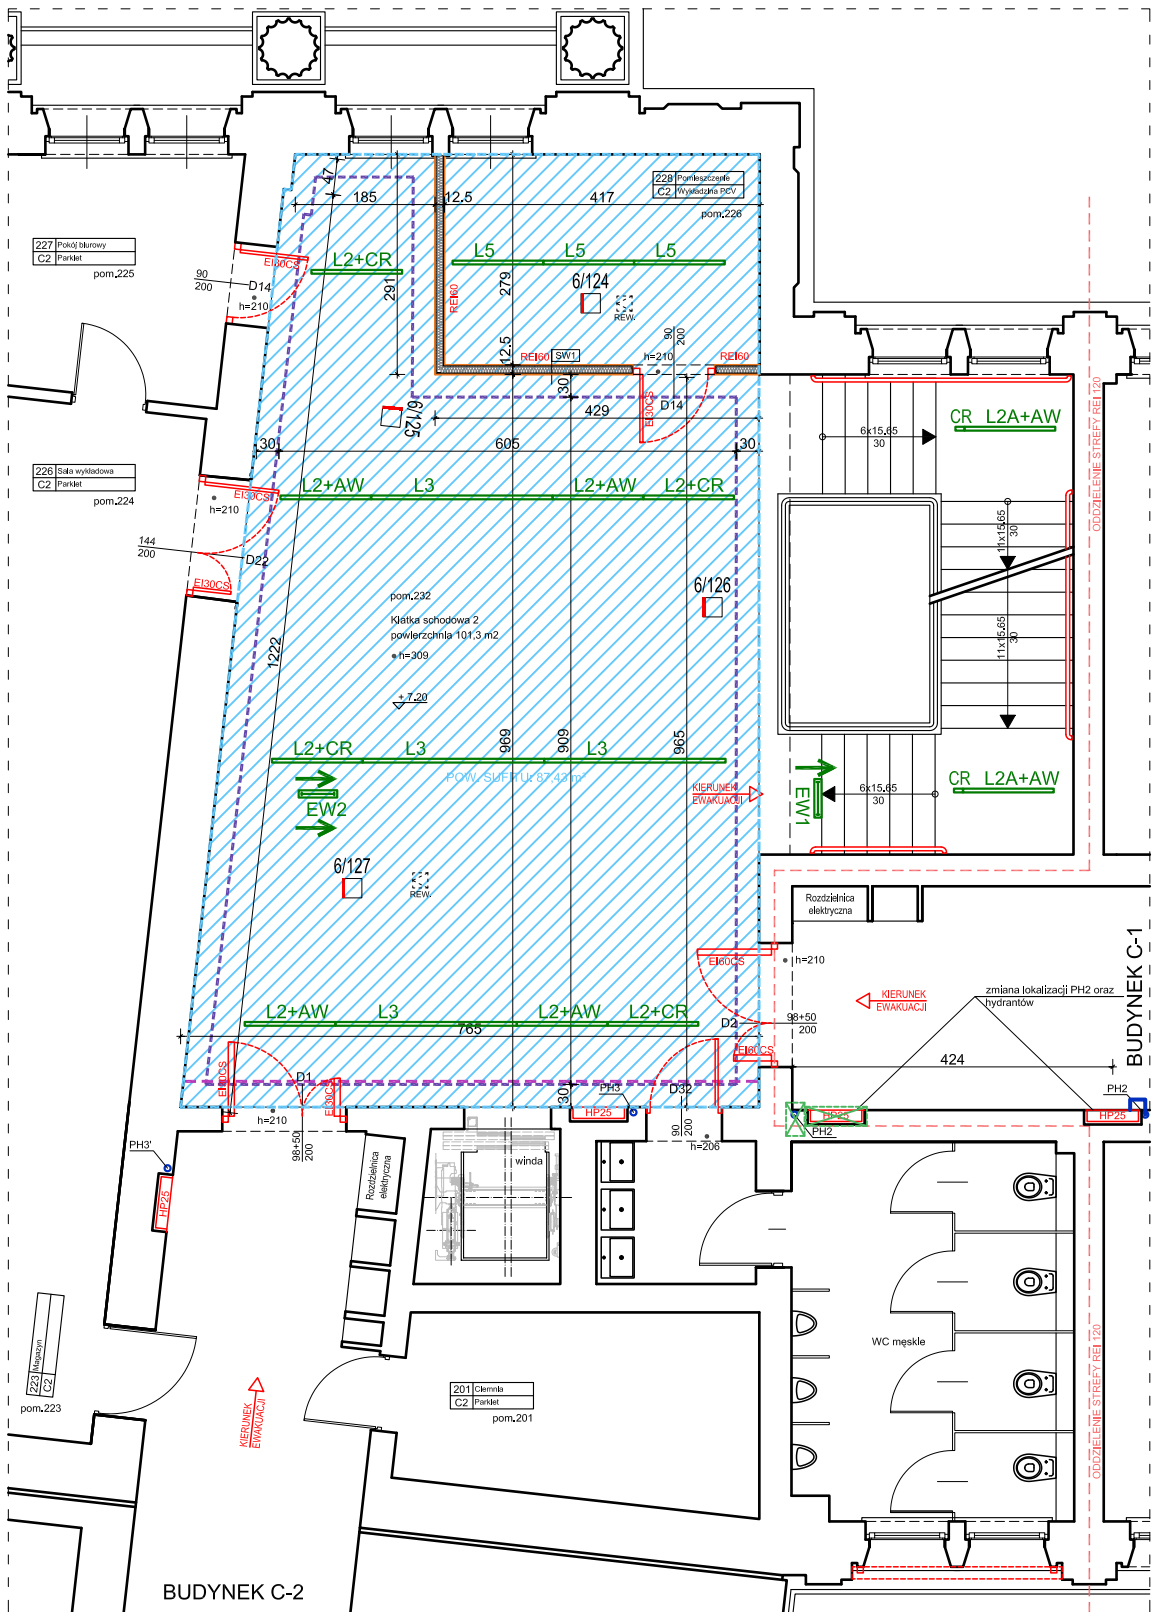 47
185
12.5
417
228 Pomieszczenie
C2 Wykładzina PCV
pom.226
227 Pokój biurowy
C2 Parkiet
pom.225
EI30CS
L2+CR
L5
L5
L5
90
200
D14
h=210
291
REI60
279
6/124
REW.
90
200
12.5
REI60
SW1
h=210
REI60
30
D14
EI30CS
6/125
429
30
605
30
6x15.65
30
CR
L2A+AW
ODDZIELENIE STREFY REI 120
226 Sala wykładowa
C2 Parkiet
pom.224
EI30CS
h=210
L2+AW
L3
L2+AW
L2+CR
144
200
D22
EI30CS
11x15.65
30
6/126
pom.232
Klatka schodowa 2
powierzchnia 101,3 m2
h=309
1222
+ 7.20
11x15.65
30
969
909
965
L2+CR
L3
L3
POW. SUFITU: 87,43 m²
EW2
KIERUNEK
EWAKUACJI
EW1
6x15.65
30
CR
L2A+AW
6/127
REW.
Rozdzielnica
elektryczna
EI60CS
h=210
BUDYNEK C-1
KIERUNEK
EWAKUACJI
zmiana lokalizacji PH2 oraz
hydrantów
L2+AW
L3
L2+AW
L2+CR
D2
98+50
200
765
EI60CS
424
EI30CS
D1
EI30CS
30
PH3
D32
PH2
HP25
HP25
HP25
PH2
h=210
98+50
200
90
200
h=206
PH3'
HP25
Rozdzielnica
elektryczna
winda
WC męskie
223 Magazyn
C2
pom.223
201 Ciemnia
C2 Parkiet
pom.201
KIERUNEK
EWAKUACJI
ODDZIELENIE STREFY REI 120
BUDYNEK C-2